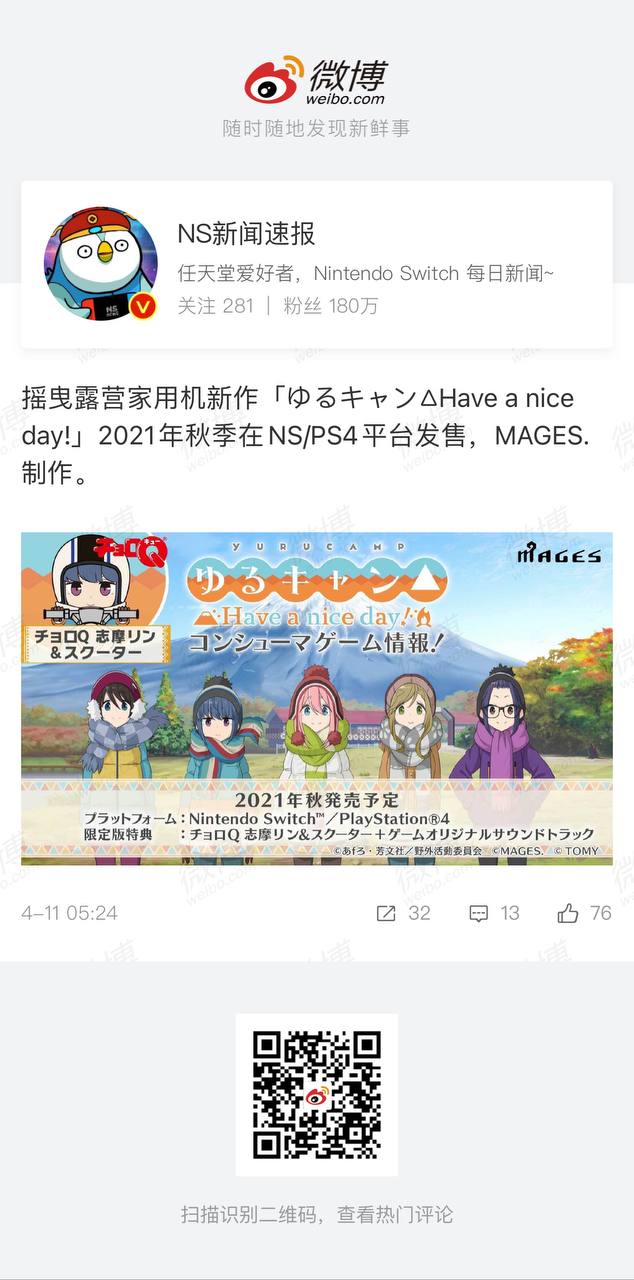 微博
weibo.com
随时随地发现新鲜事
NS新闻速报
任天堂爱好者，Nintendo Switch 每日新闻~
关注 281 | 粉丝 180万
NS
news
摇曳露营家用机新作「ゆるキャン△Have a nice
day!」2021年秋季在NS/PS4平台发售，MAGES.
制作。
チョロQ
チョロQ 志摩リン
&スクーター
YURUCAMP
ゆるキャン△
Have a nice day!
コンシューマゲーム情報!
MAGES
2021年秋発売予定
プラットフォーム：Nintendo Switch™／PlayStation®4
限定版特典　　：チョロQ 志摩リン&スクーター＋ゲームオリジナルサウンドトラック
©あfろ・芳文社／野外活動委員会 ©MAGES. © TOMY
4-11 05:24
32
13
76
扫描识别二维码，查看热门评论